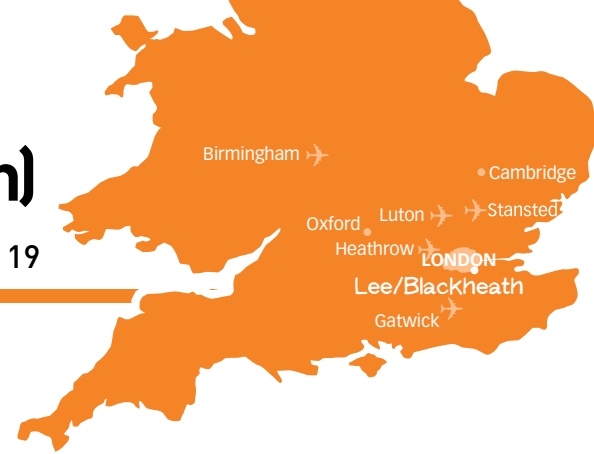 n)
19
Birmingham
Cambridge
Luton
Stansted
Oxford
Heathrow
LONDON
Lee/Blackheath
Gatwick